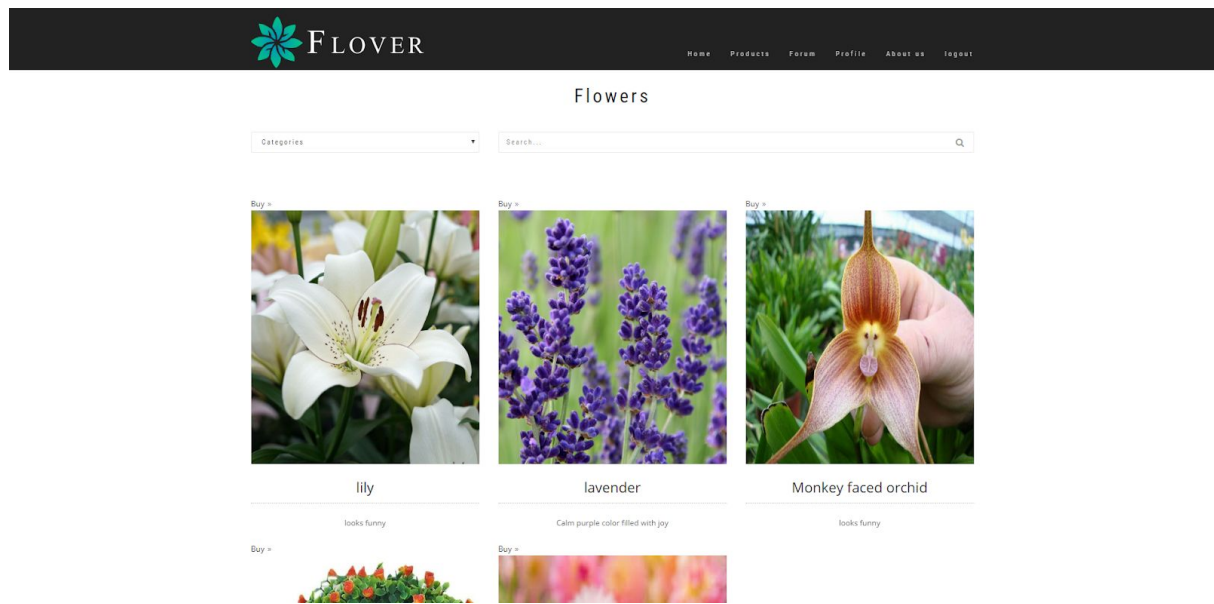 FLOVER
Home Products Forum Profile About us logout
Flowers
Categories
Search...
Buy »
Buy »
Buy »
lily
lavender
Monkey faced orchid
looks funny
Calm purple color filled with joy
looks funny
Buy »
Buy »